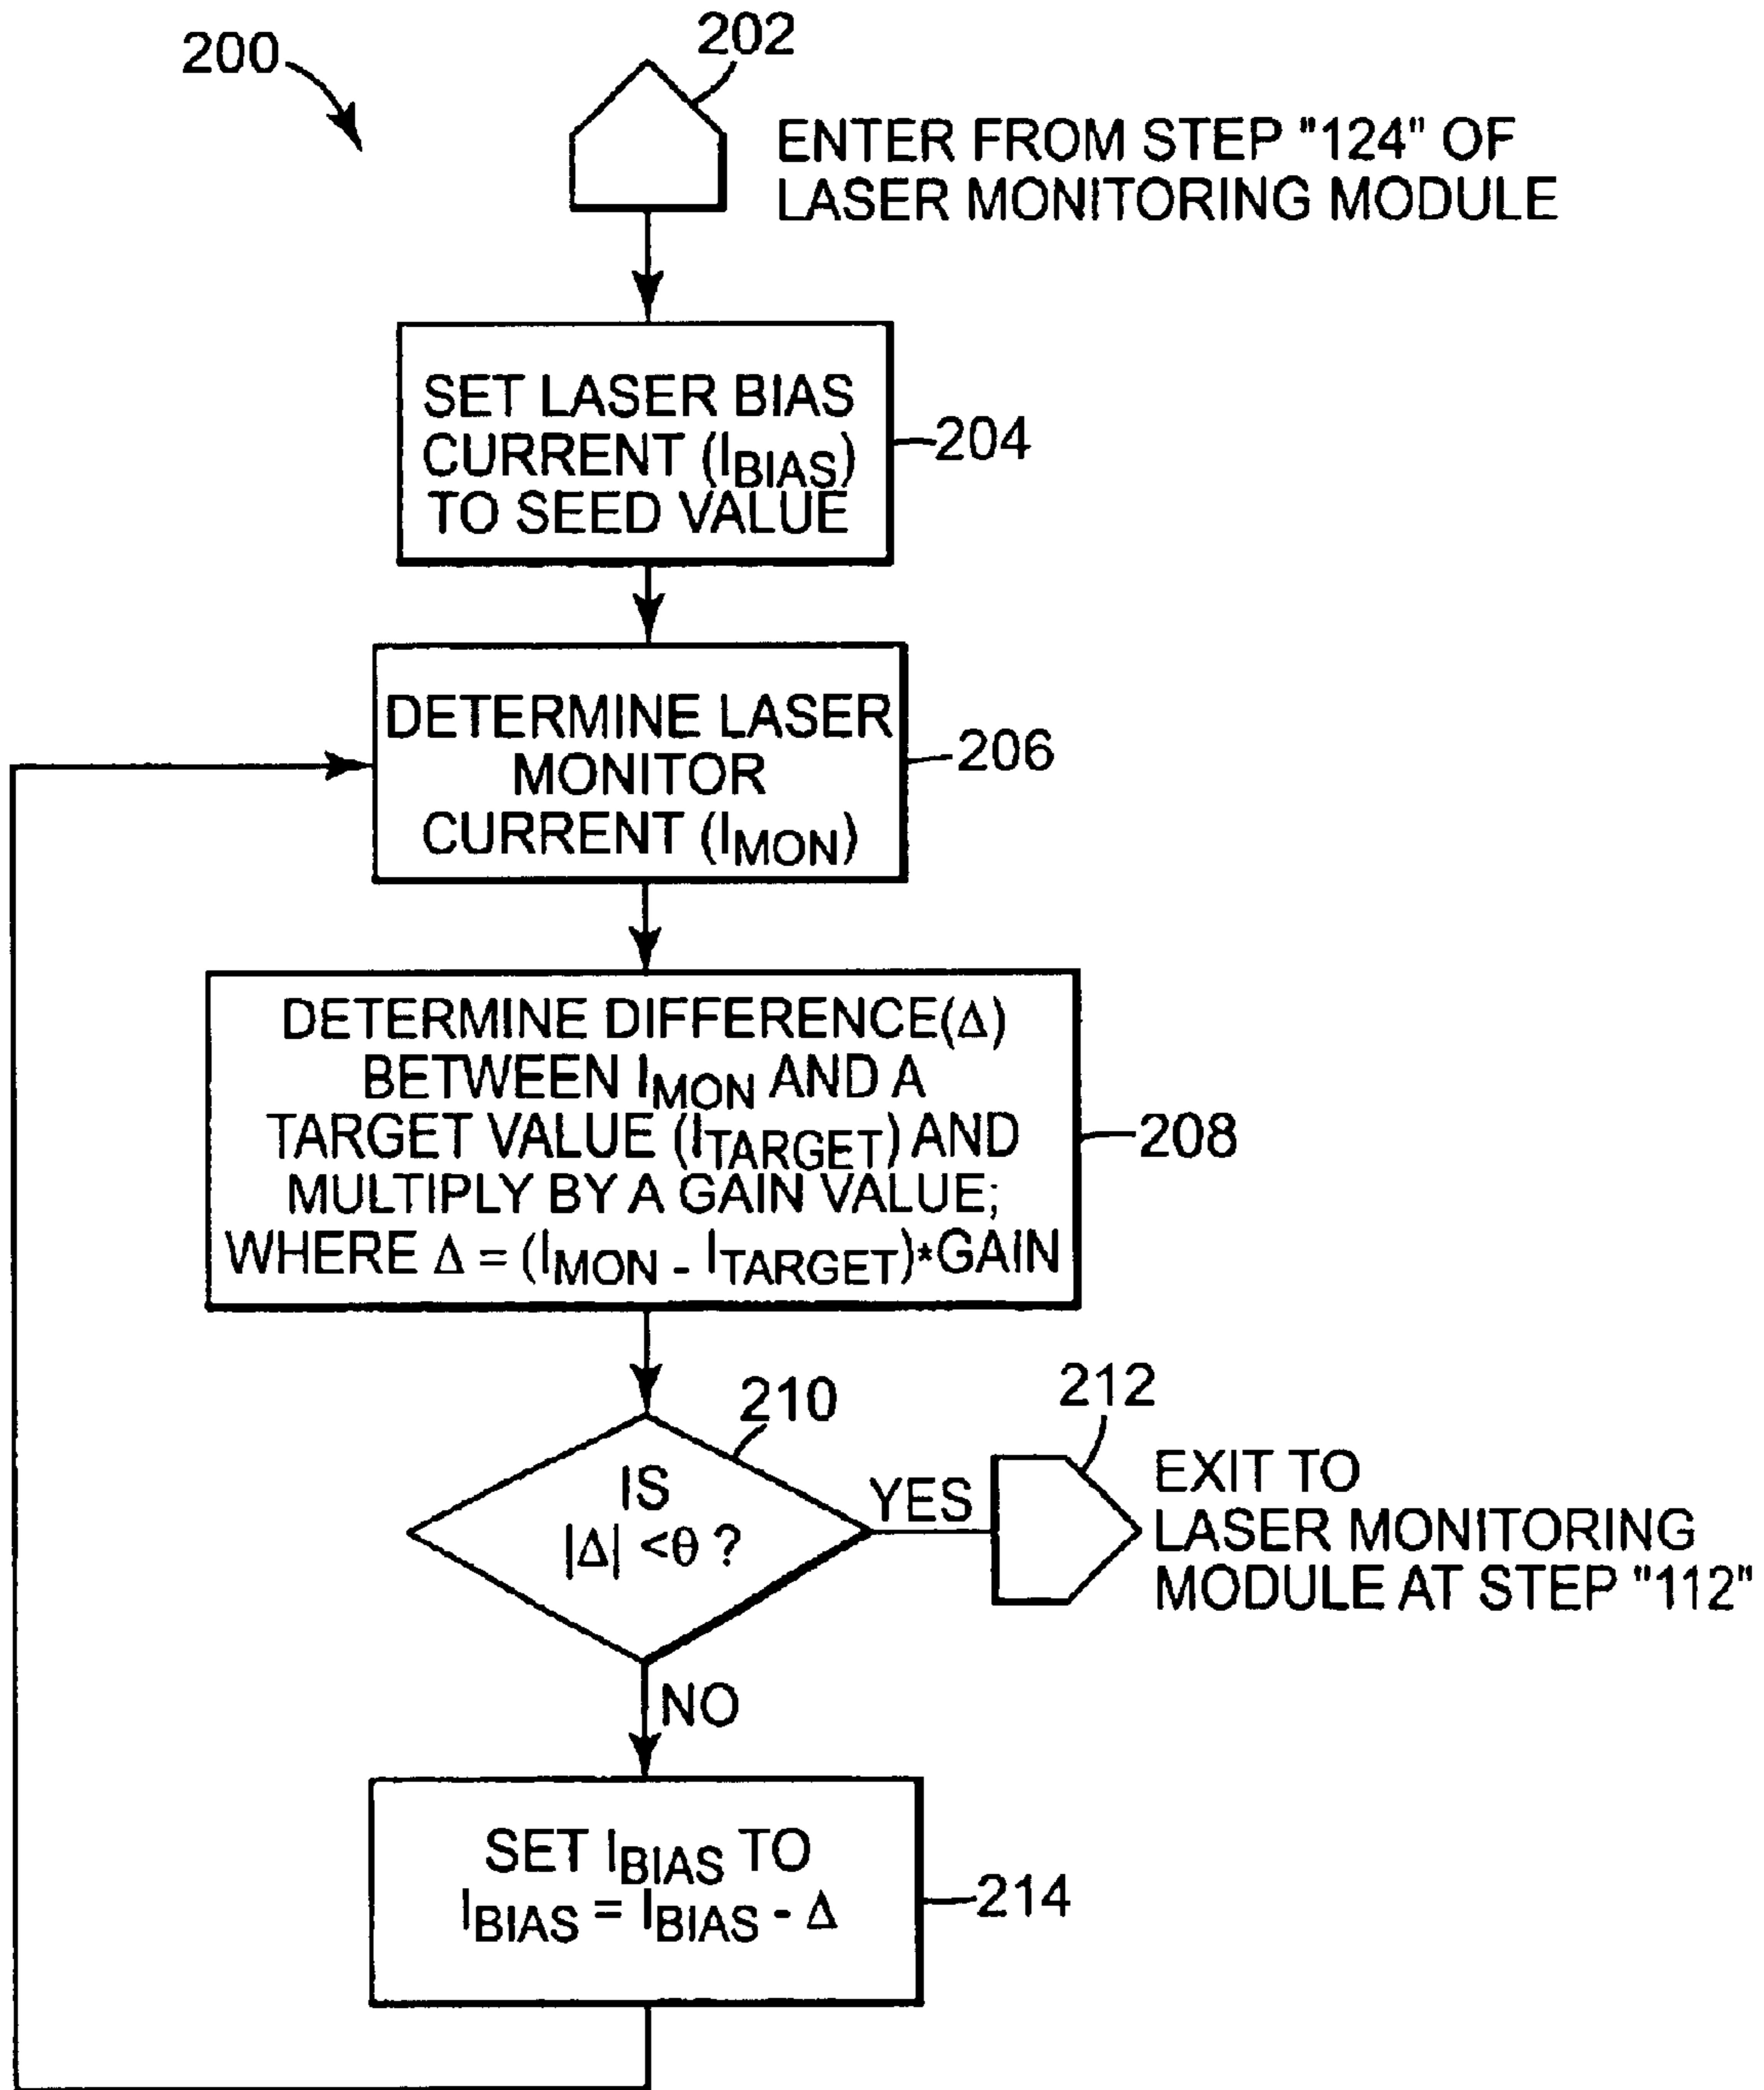 200
202
ENTER FROM STEP "124" OF
LASER MONITORING MODULE
SET LASER BIAS
CURRENT (IBIAS)
TO SEED VALUE
204
DETERMINE LASER
MONITOR
CURRENT (IMON)
206
DETERMINE DIFFERENCE(Δ)
BETWEEN IMON AND A
TARGET VALUE (ITARGET) AND
MULTIPLY BY A GAIN VALUE;
WHERE Δ = (IMON - ITARGET)*GAIN
208
210
IS
|Δ| <θ ?
YES
212
EXIT TO
LASER MONITORING
MODULE AT STEP "112"
NO
SET IBIAS TO
IBIAS = IBIAS - Δ
214